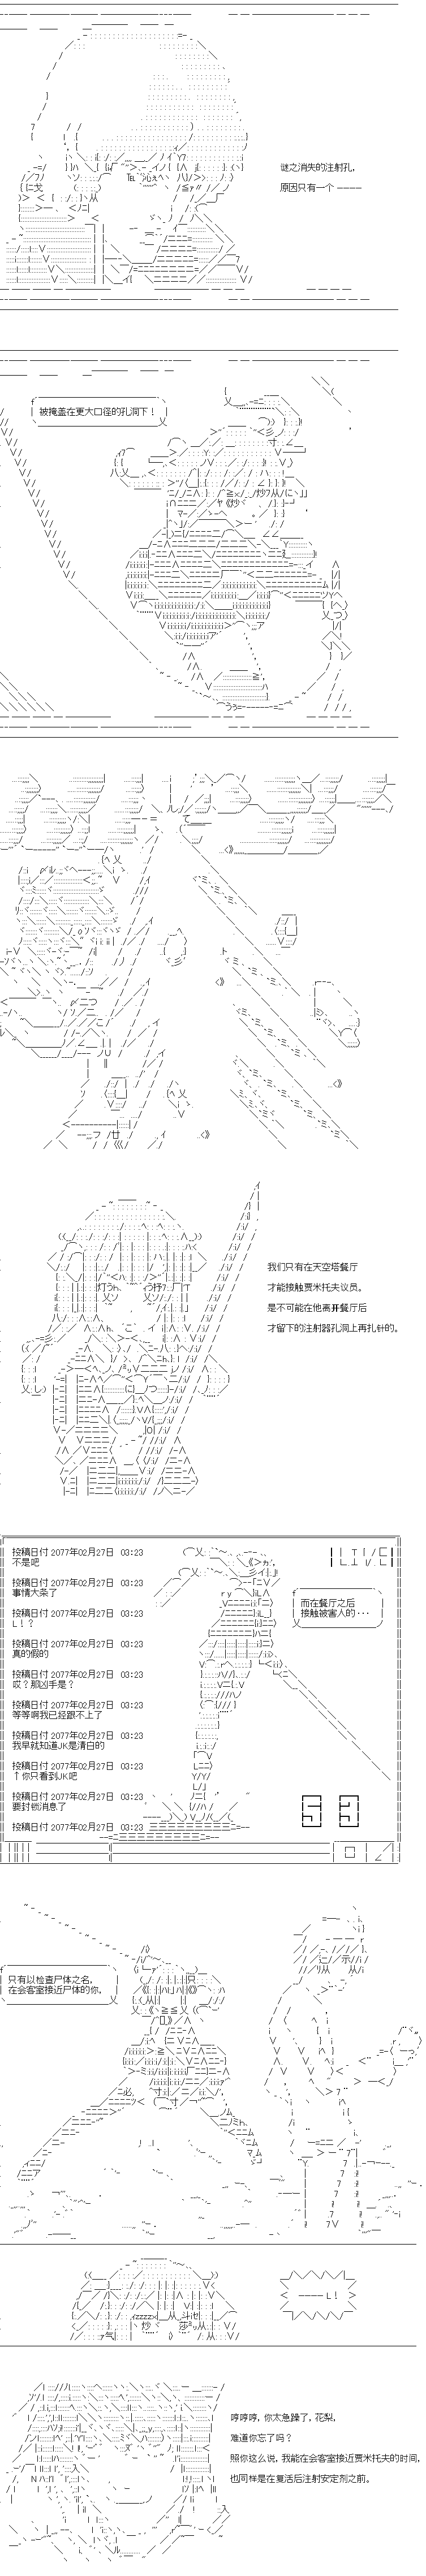 谜之消失的注射孔，
原因只有一个 ————
被掩盖在更大口径的孔洞下！
我们只有在天空塔餐厅
才能接触贾米托夫议员。
是不可能在他离开餐厅后
才留下的注射器孔洞上再扎针的。
投稿日付 2077年02月27日 03:23
不是吧
投稿日付 2077年02月27日 03:23
事情大条了
投稿日付 2077年02月27日 03:23
L！？
投稿日付 2077年02月27日 03:23
真的假的
投稿日付 2077年02月27日 03:23
哎？那凶手是？
投稿日付 2077年02月27日 03:23
等等啊我已经跟不上了
投稿日付 2077年02月27日 03:23
我早就知道JK是清白的
投稿日付 2077年02月27日 03:23
↑你只看到JK吧
投稿日付 2077年02月27日 03:23
要封锁消息了
投稿日付 2077年02月27日 03:23
而在餐厅之后
接触被害人的···
只有以检查尸体之名，
在会客室接近尸体的你，
———— L！
哼哼哼，你太急躁了，花梨，
难道你忘了吗？
照你这么说，我能在会客室接近贾米托夫的时间，
也同样是在复活后注射安定剂之前。